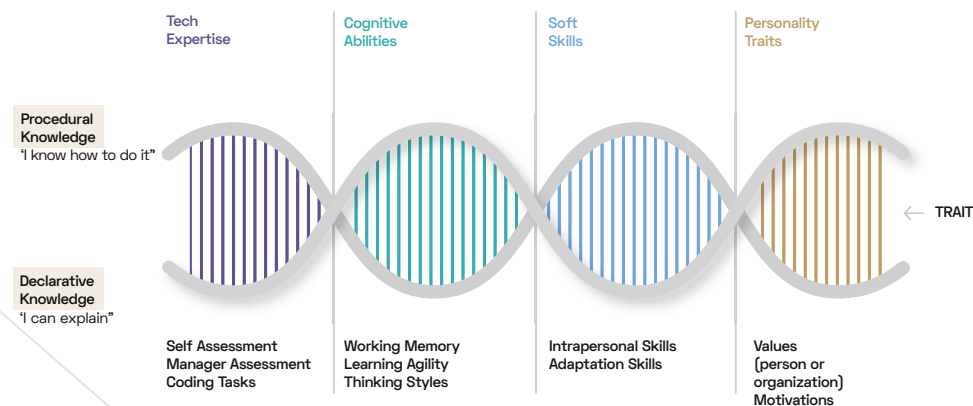 Tech
Expertise
Cognitive
Abilities
Soft
Skills
Personality
Traits
Procedural
Knowledge
‘I know how to do it”
TRAIT
Declarative
Knowledge
‘I can explain”
Self Assessment
Manager Assessment
Coding Tasks
Working Memory
Learning Agility
Thinking Styles
Intrapersonal Skills
Adaptation Skills
Values
(person or
organization)
Motivations